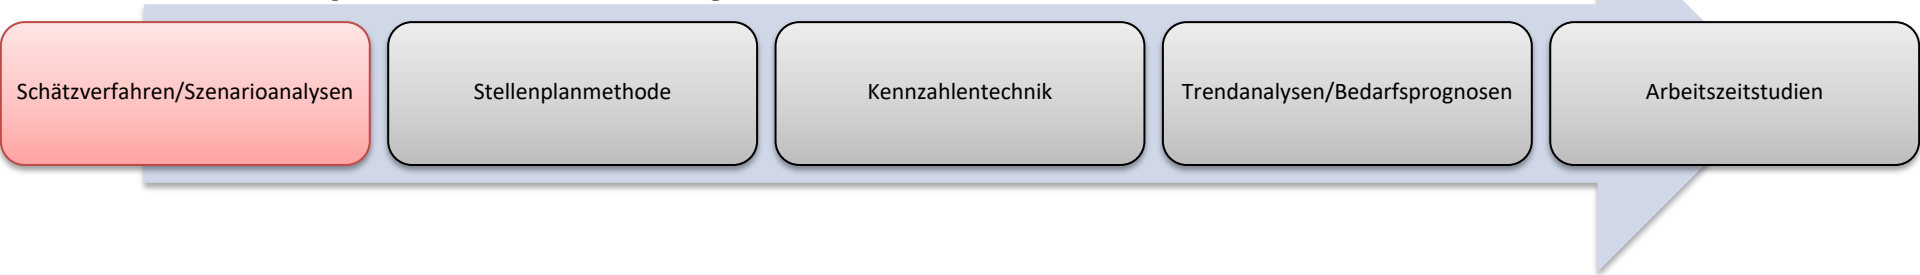 Schätzverfahren/Szenarioanalysen
Stellenplanmethode
Kennzahlentechnik
Trendanalysen/Bedarfsprognosen
Arbeitszeitstudien